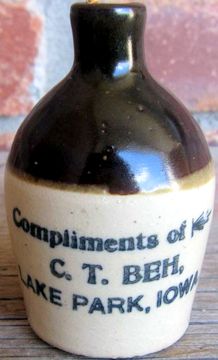 Compliments of
C. T. BEH,
LAKE PARK, IOWA